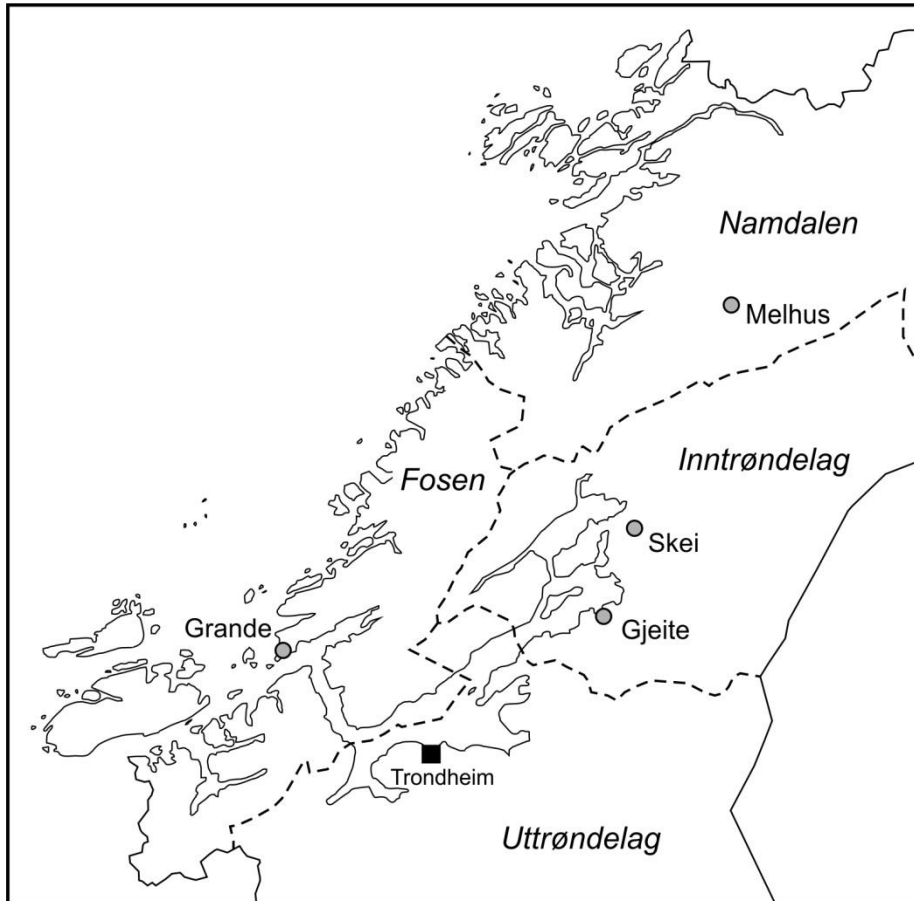 Namdalen
Melhus
Inntrøndelag
Fosen
Skei
Grande
Gjeite
Trondheim
Uttrøndelag